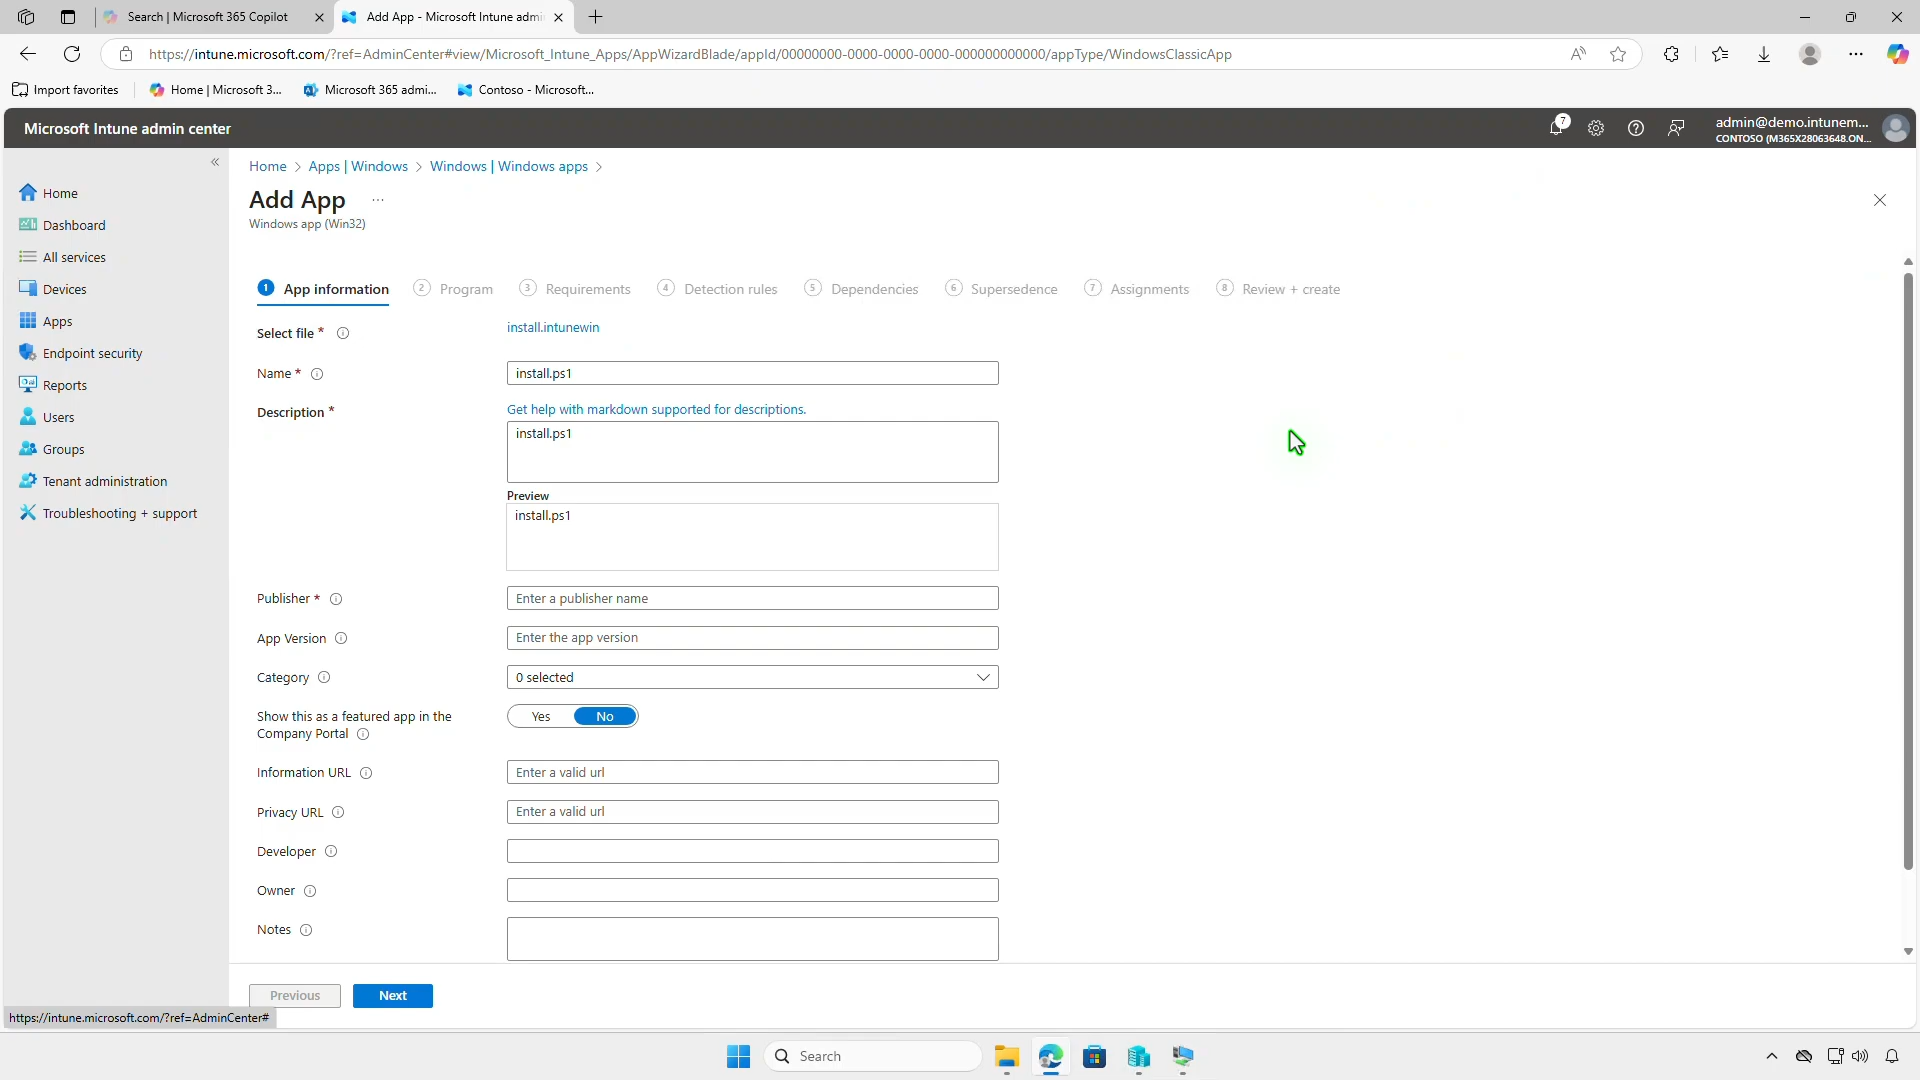 Search | Microsoft 365 Copilot
Add App - Microsoft Intune admi
https://intune.microsoft.com/?ref=AdminCenter#view/Microsoft_Intune_Apps/AppWizardBlade/appId/00000000-0000-0000-0000-000000000000/appType/WindowsClassicApp
Import favorites
Home | Microsoft 3...
Microsoft 365 admi...
Contoso - Microsoft...
Microsoft Intune admin center
7
admin@demo.intunem...
CONTOSO (M365X28063648.ON...
Home
Dashboard
All services
Devices
Apps
Endpoint security
Reports
Users
Groups
Tenant administration
Troubleshooting + support
Home > Apps | Windows > Windows | Windows apps >
Add App ...
Windows app (Win32)
1 App information
2 Program
3 Requirements
4 Detection rules
5 Dependencies
6 Supersedence
7 Assignments
8 Review + create
Select file *
install.intunewin
Name *
install.ps1
Description *
Get help with markdown supported for descriptions.
install.ps1
Preview
install.ps1
Publisher *
Enter a publisher name
App Version
Enter the app version
Category
0 selected
Show this as a featured app in the
Company Portal
Yes
No
Information URL
Enter a valid url
Privacy URL
Enter a valid url
Developer
Owner
Notes
Previous
Next
https://intune.microsoft.com/?ref=AdminCenter#
Search